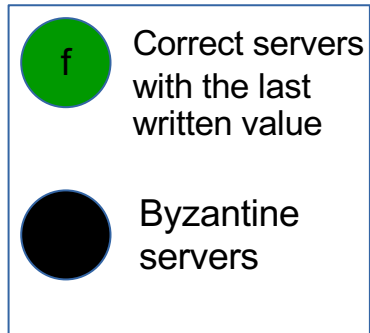 f
Correct servers
with the last
written value
Byzantine
servers